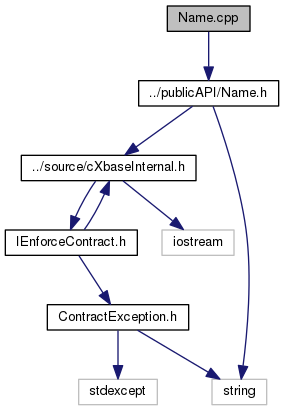 Name.cpp
../publicAPI/Name.h
../source/cXbaseInternal.h
IEnforceContract.h
iostream
ContractException.h
stdexcept
string